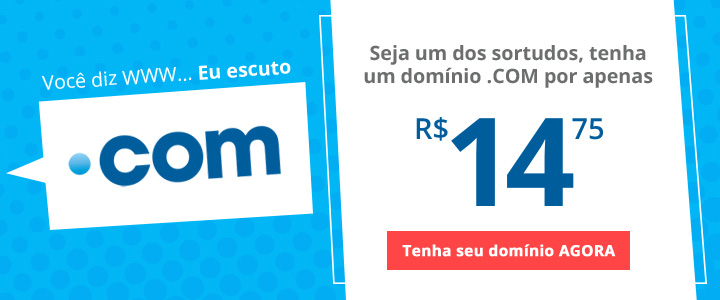 Você diz WWW... Eu escuto
.com
Seja um dos sortudos, tenha
um domínio .COM por apenas
R$14 75
Tenha seu domínio AGORA